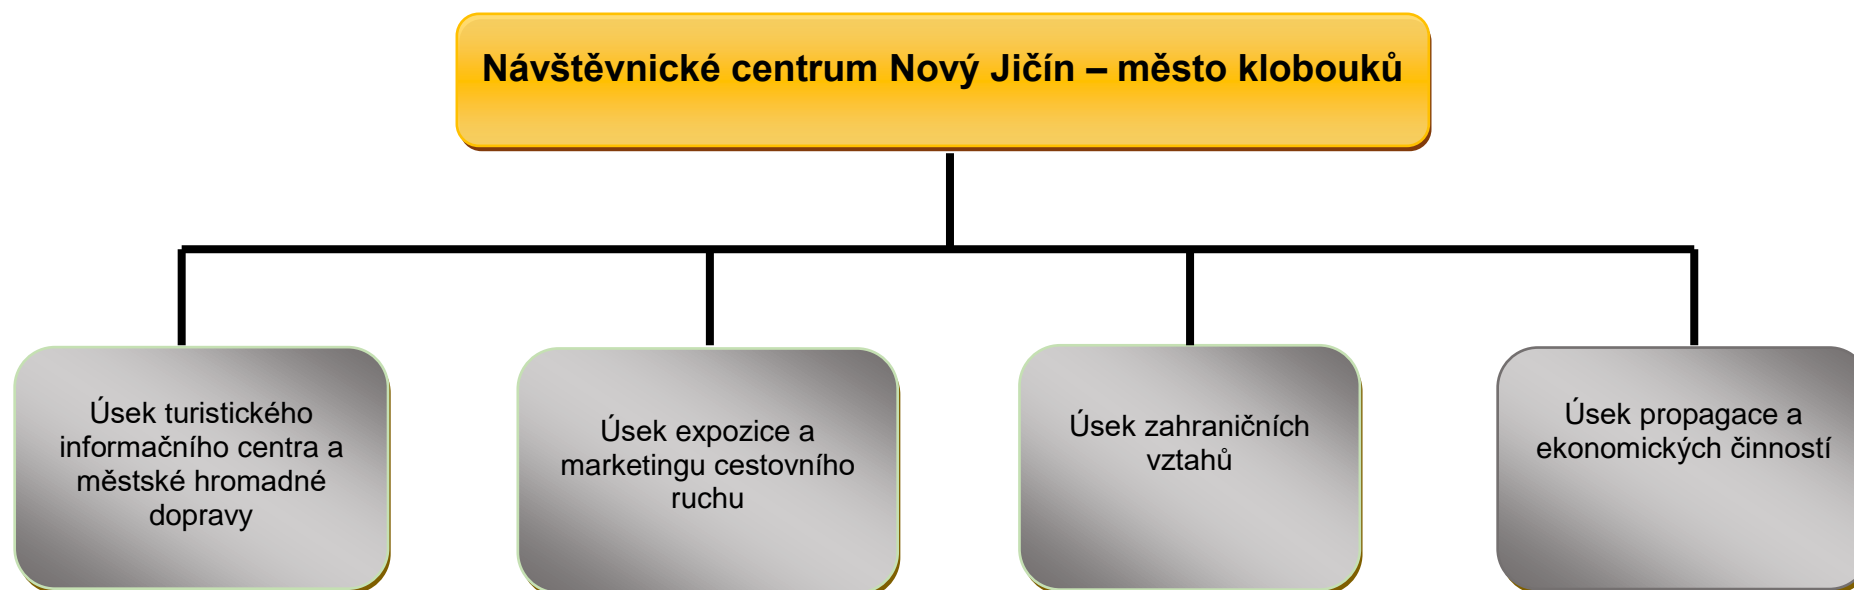 Návštěvnické centrum Nový Jičín – město klobouků
Úsek turistického
informačního centra a
městské hromadné
dopravy
Úsek expozice a
marketingu cestovního
ruchu
Úsek zahraničních
vztahů
Úsek propagace a
ekonomických činností